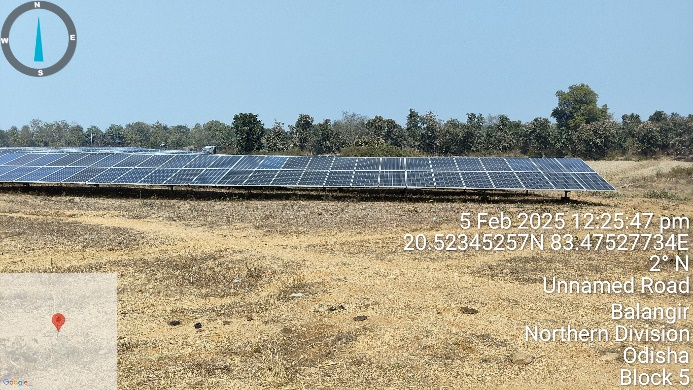 N
W E
S
5 Feb 2025 12:25:47 pm
20.52345257N 83.47527734E
2° N
Unnamed Road
Balangir
Northern Division
Odisha
Block 5
Google